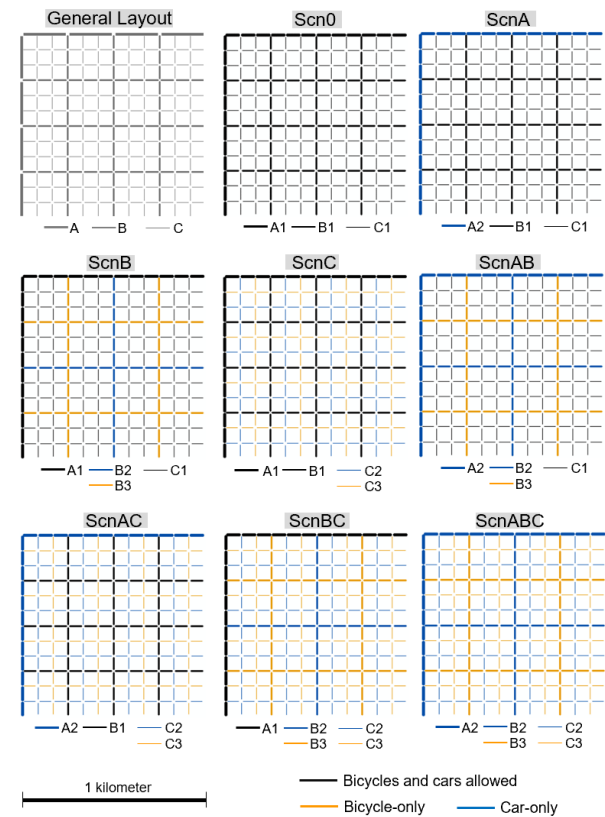 General Layout Scn0 ScnA
A B C A1 B1 C1 A2 B1 C1
ScnB ScnC ScnAB
A1 B2 C1 A1 B1 C2 A2 B2 C1
B3 C3 B3
ScnAC ScnBC ScnABC
A2 B1 C2 A1 B2 C2 A2 B2 C2
C3 B3 C3 B3 C3
1 kilometer
Bicycles and cars allowed
Bicycle-only Car-only